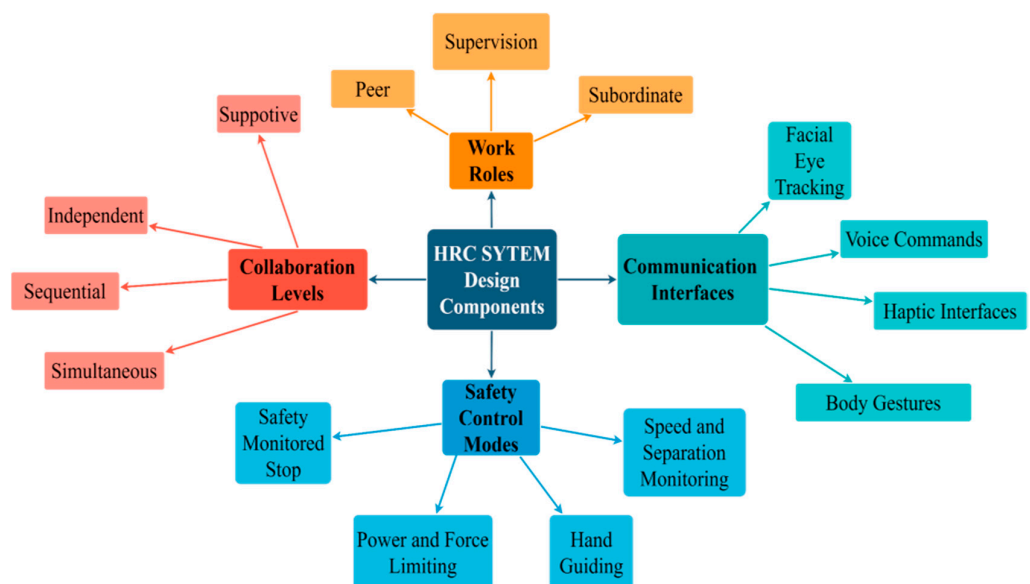 Supervision
Peer
Subordinate
Work
Roles
Suppotive
Independent
Sequential
Simultaneous
Collaboration
Levels
HRC SYTEM
Design
Components
Communication
Interfaces
Facial
Eye
Tracking
Voice Commands
Haptic Interfaces
Body Gestures
Safety
Control
Modes
Safety
Monitored
Stop
Power and Force
Limiting
Hand
Guiding
Speed and
Separation
Monitoring